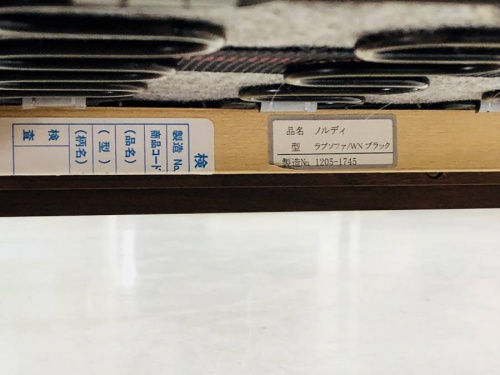 検
製造 No.
商品コード
(品名)
(型)
(柄名)
検査
品名 ノルディ
型 ラブソファ/WN ブラック
製造No. 1205-1745